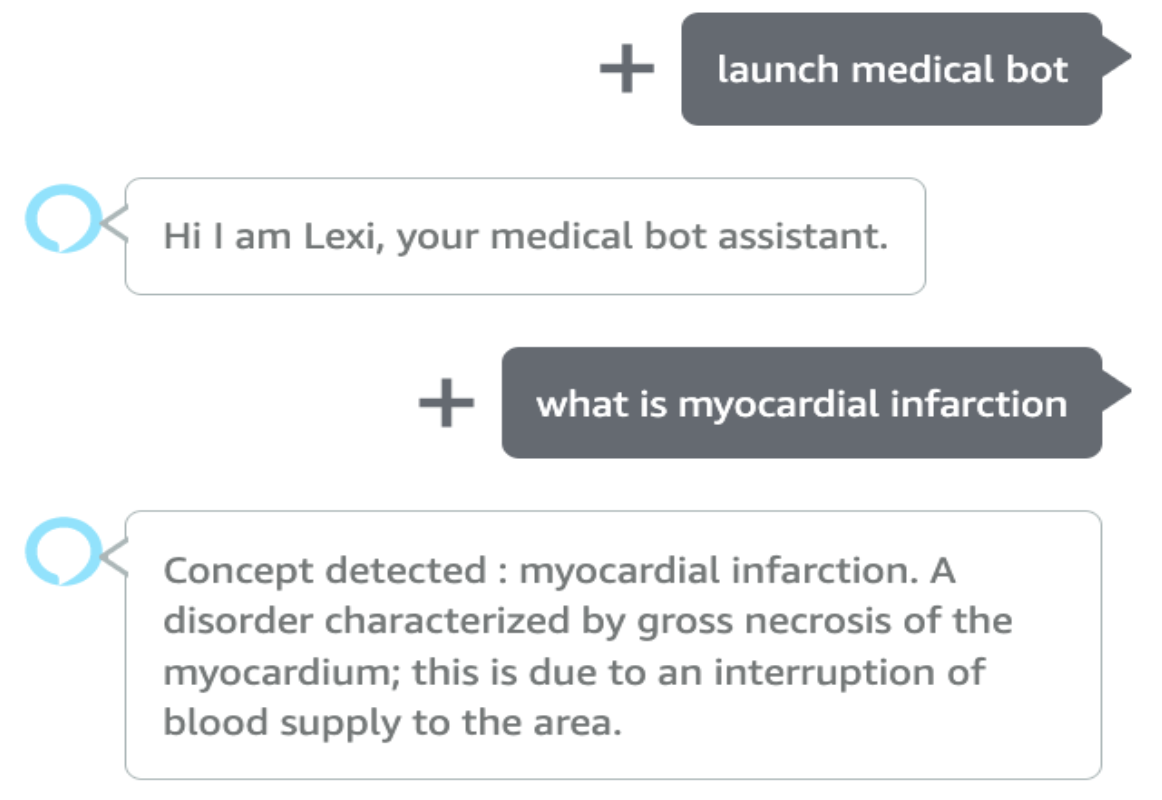 launch medical bot
Hi I am Lexi, your medical bot assistant.
what is myocardial infarction
Concept detected : myocardial infarction. A
disorder characterized by gross necrosis of the
myocardium; this is due to an interruption of
blood supply to the area.